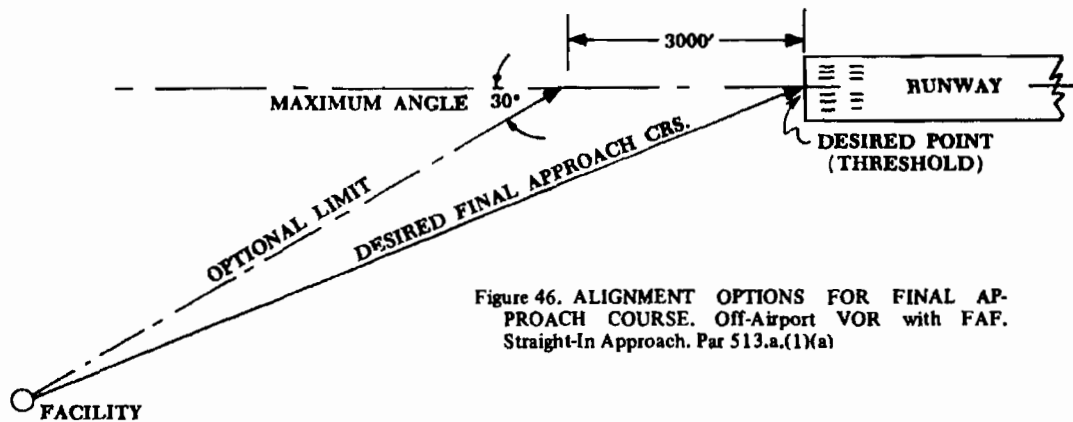 3000'
MAXIMUM ANGLE
30°
RUNWAY
DESIRED POINT
(THRESHOLD)
OPTIONAL LIMIT
DESIRED FINAL APPROACH CRS.
Figure 46. ALIGNMENT OPTIONS FOR FINAL AP-
PROACH COURSE. Off-Airport VOR with FAF.
Straight-In Approach. Par 513.a.(1)(a)
FACILITY